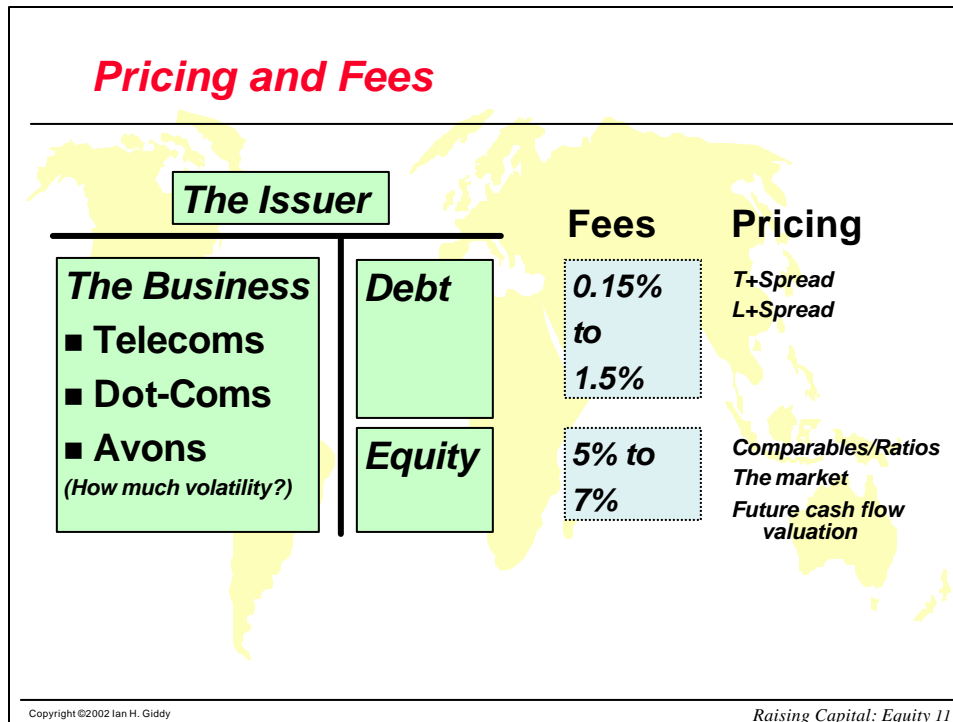 Pricing and Fees
The Issuer
Fees
Pricing
The Business
■ Telecoms
■ Dot-Coms
■ Avons
(How much volatility?)
Debt
0.15%
to
1.5%
T+Spread
L+Spread
Equity
5% to
7%
Comparables/Ratios
The market
Future cash flow
valuation
Copyright ©2002 Ian H. Giddy
Raising Capital: Equity 11